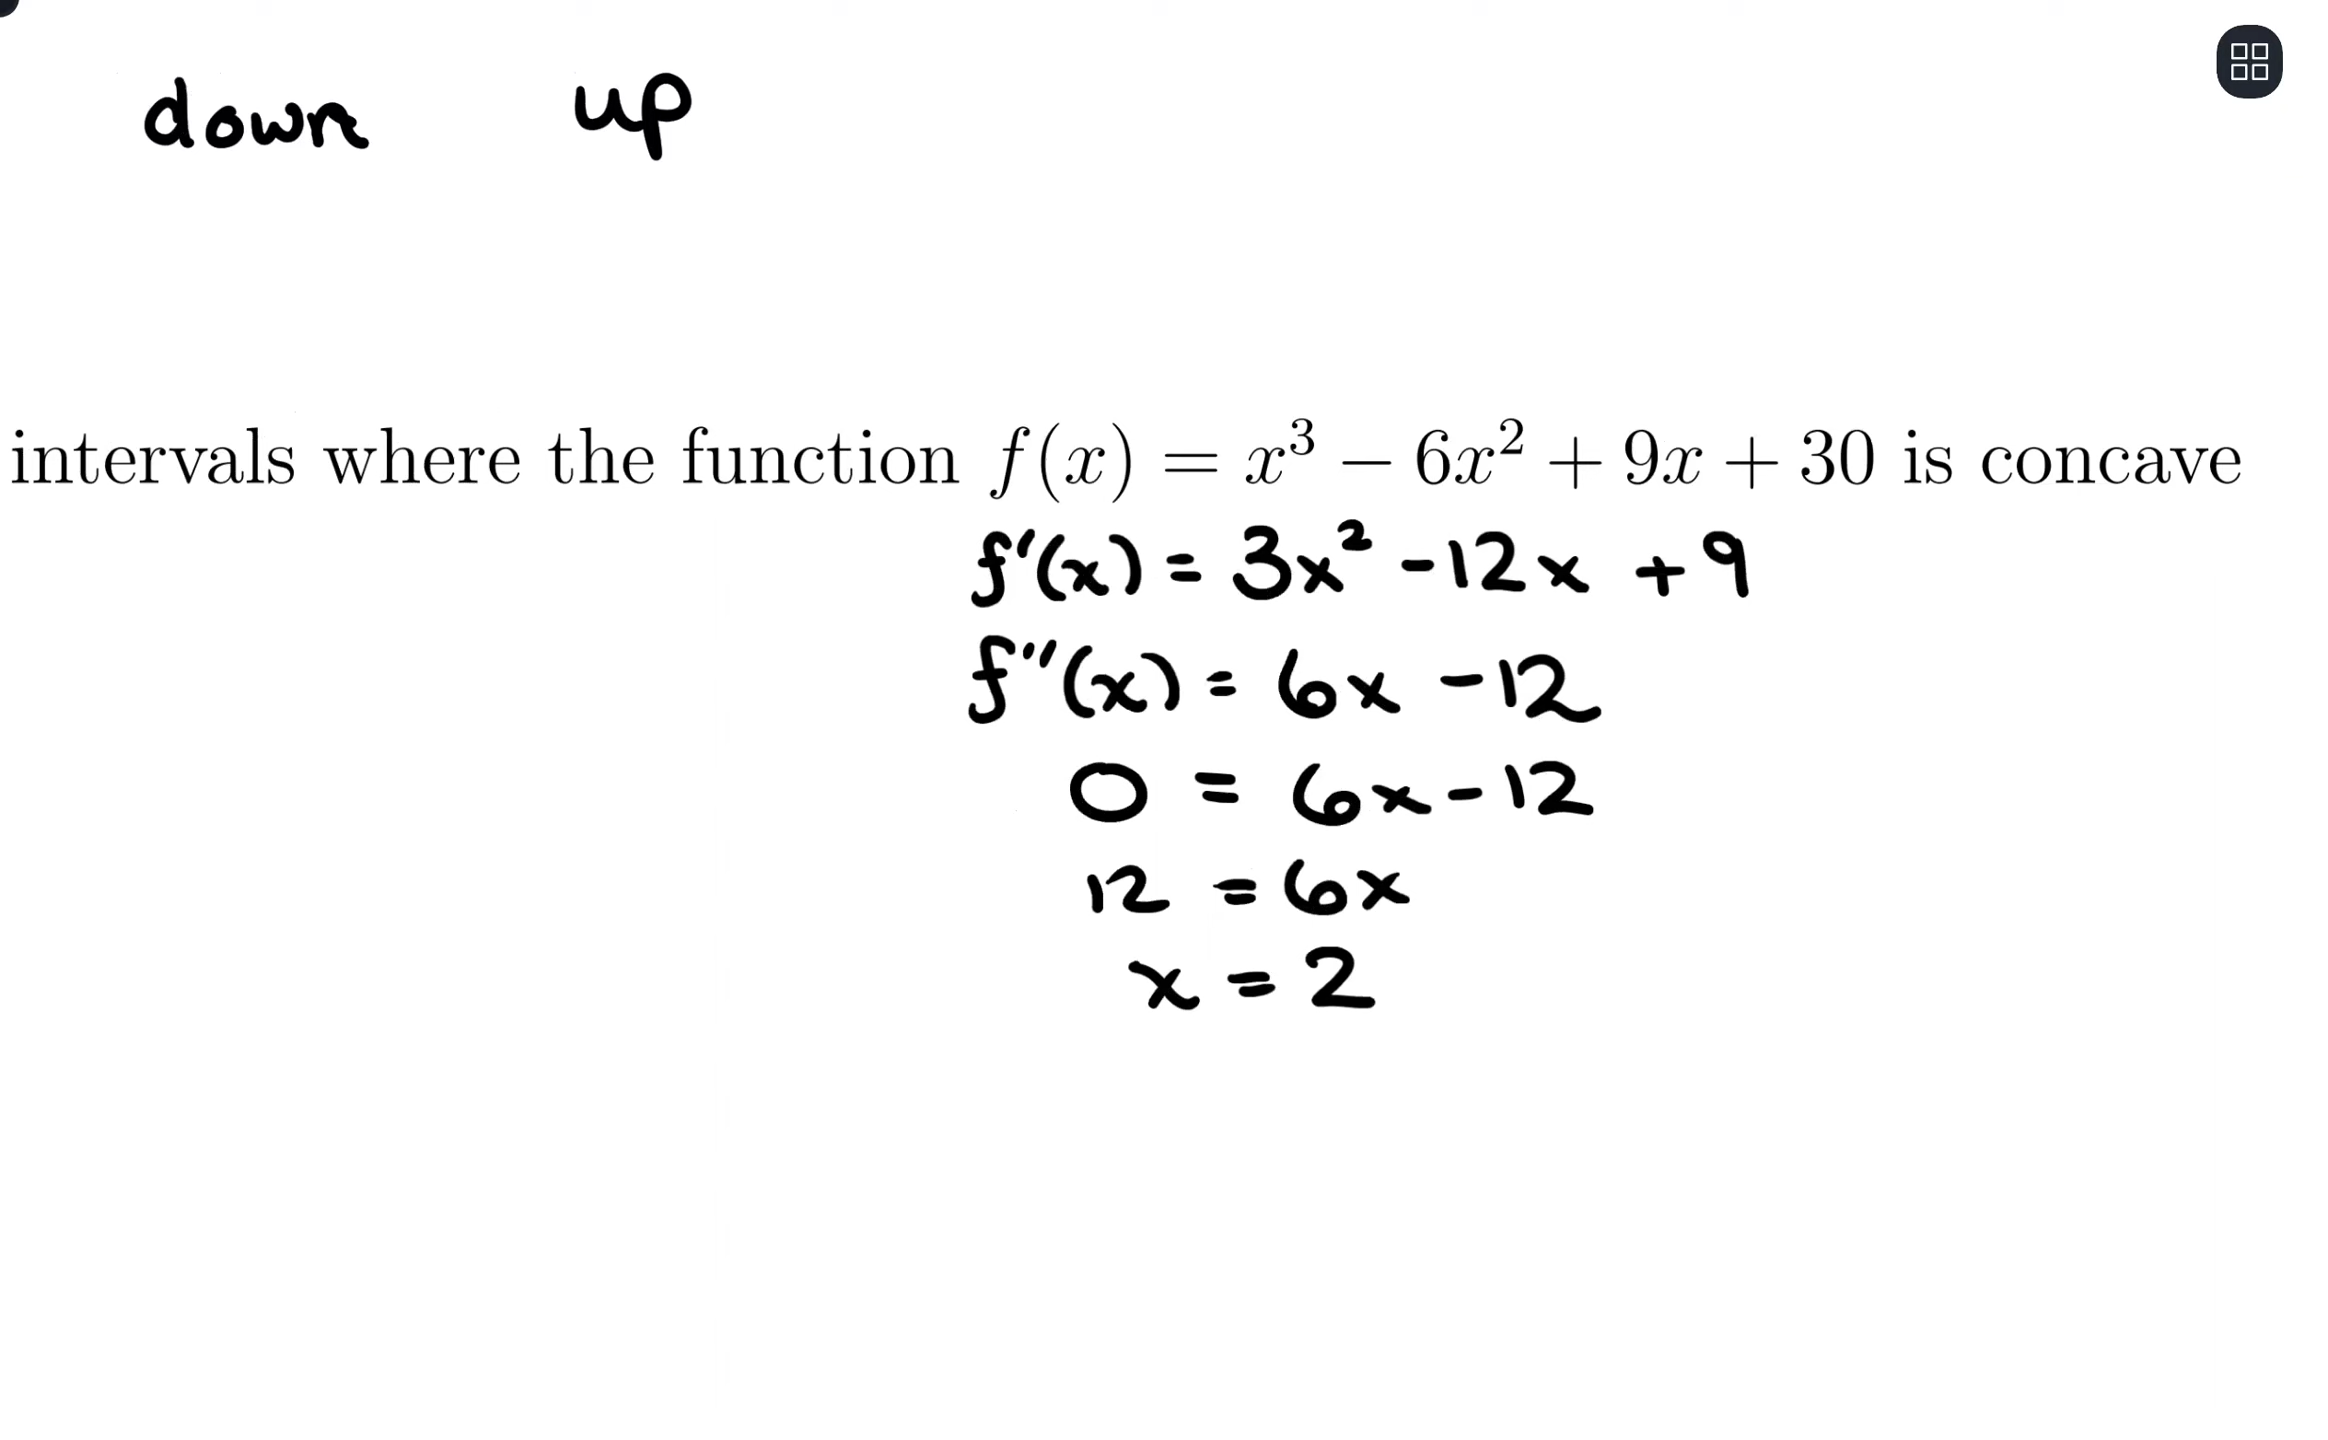 down up
intervals where the function f(x) = x³ − 6x² + 9x + 30 is concave
f'(x) = 3x² -12x +9
f''(x) = 6x -12
0 = 6x-12
12 = 6x
x = 2